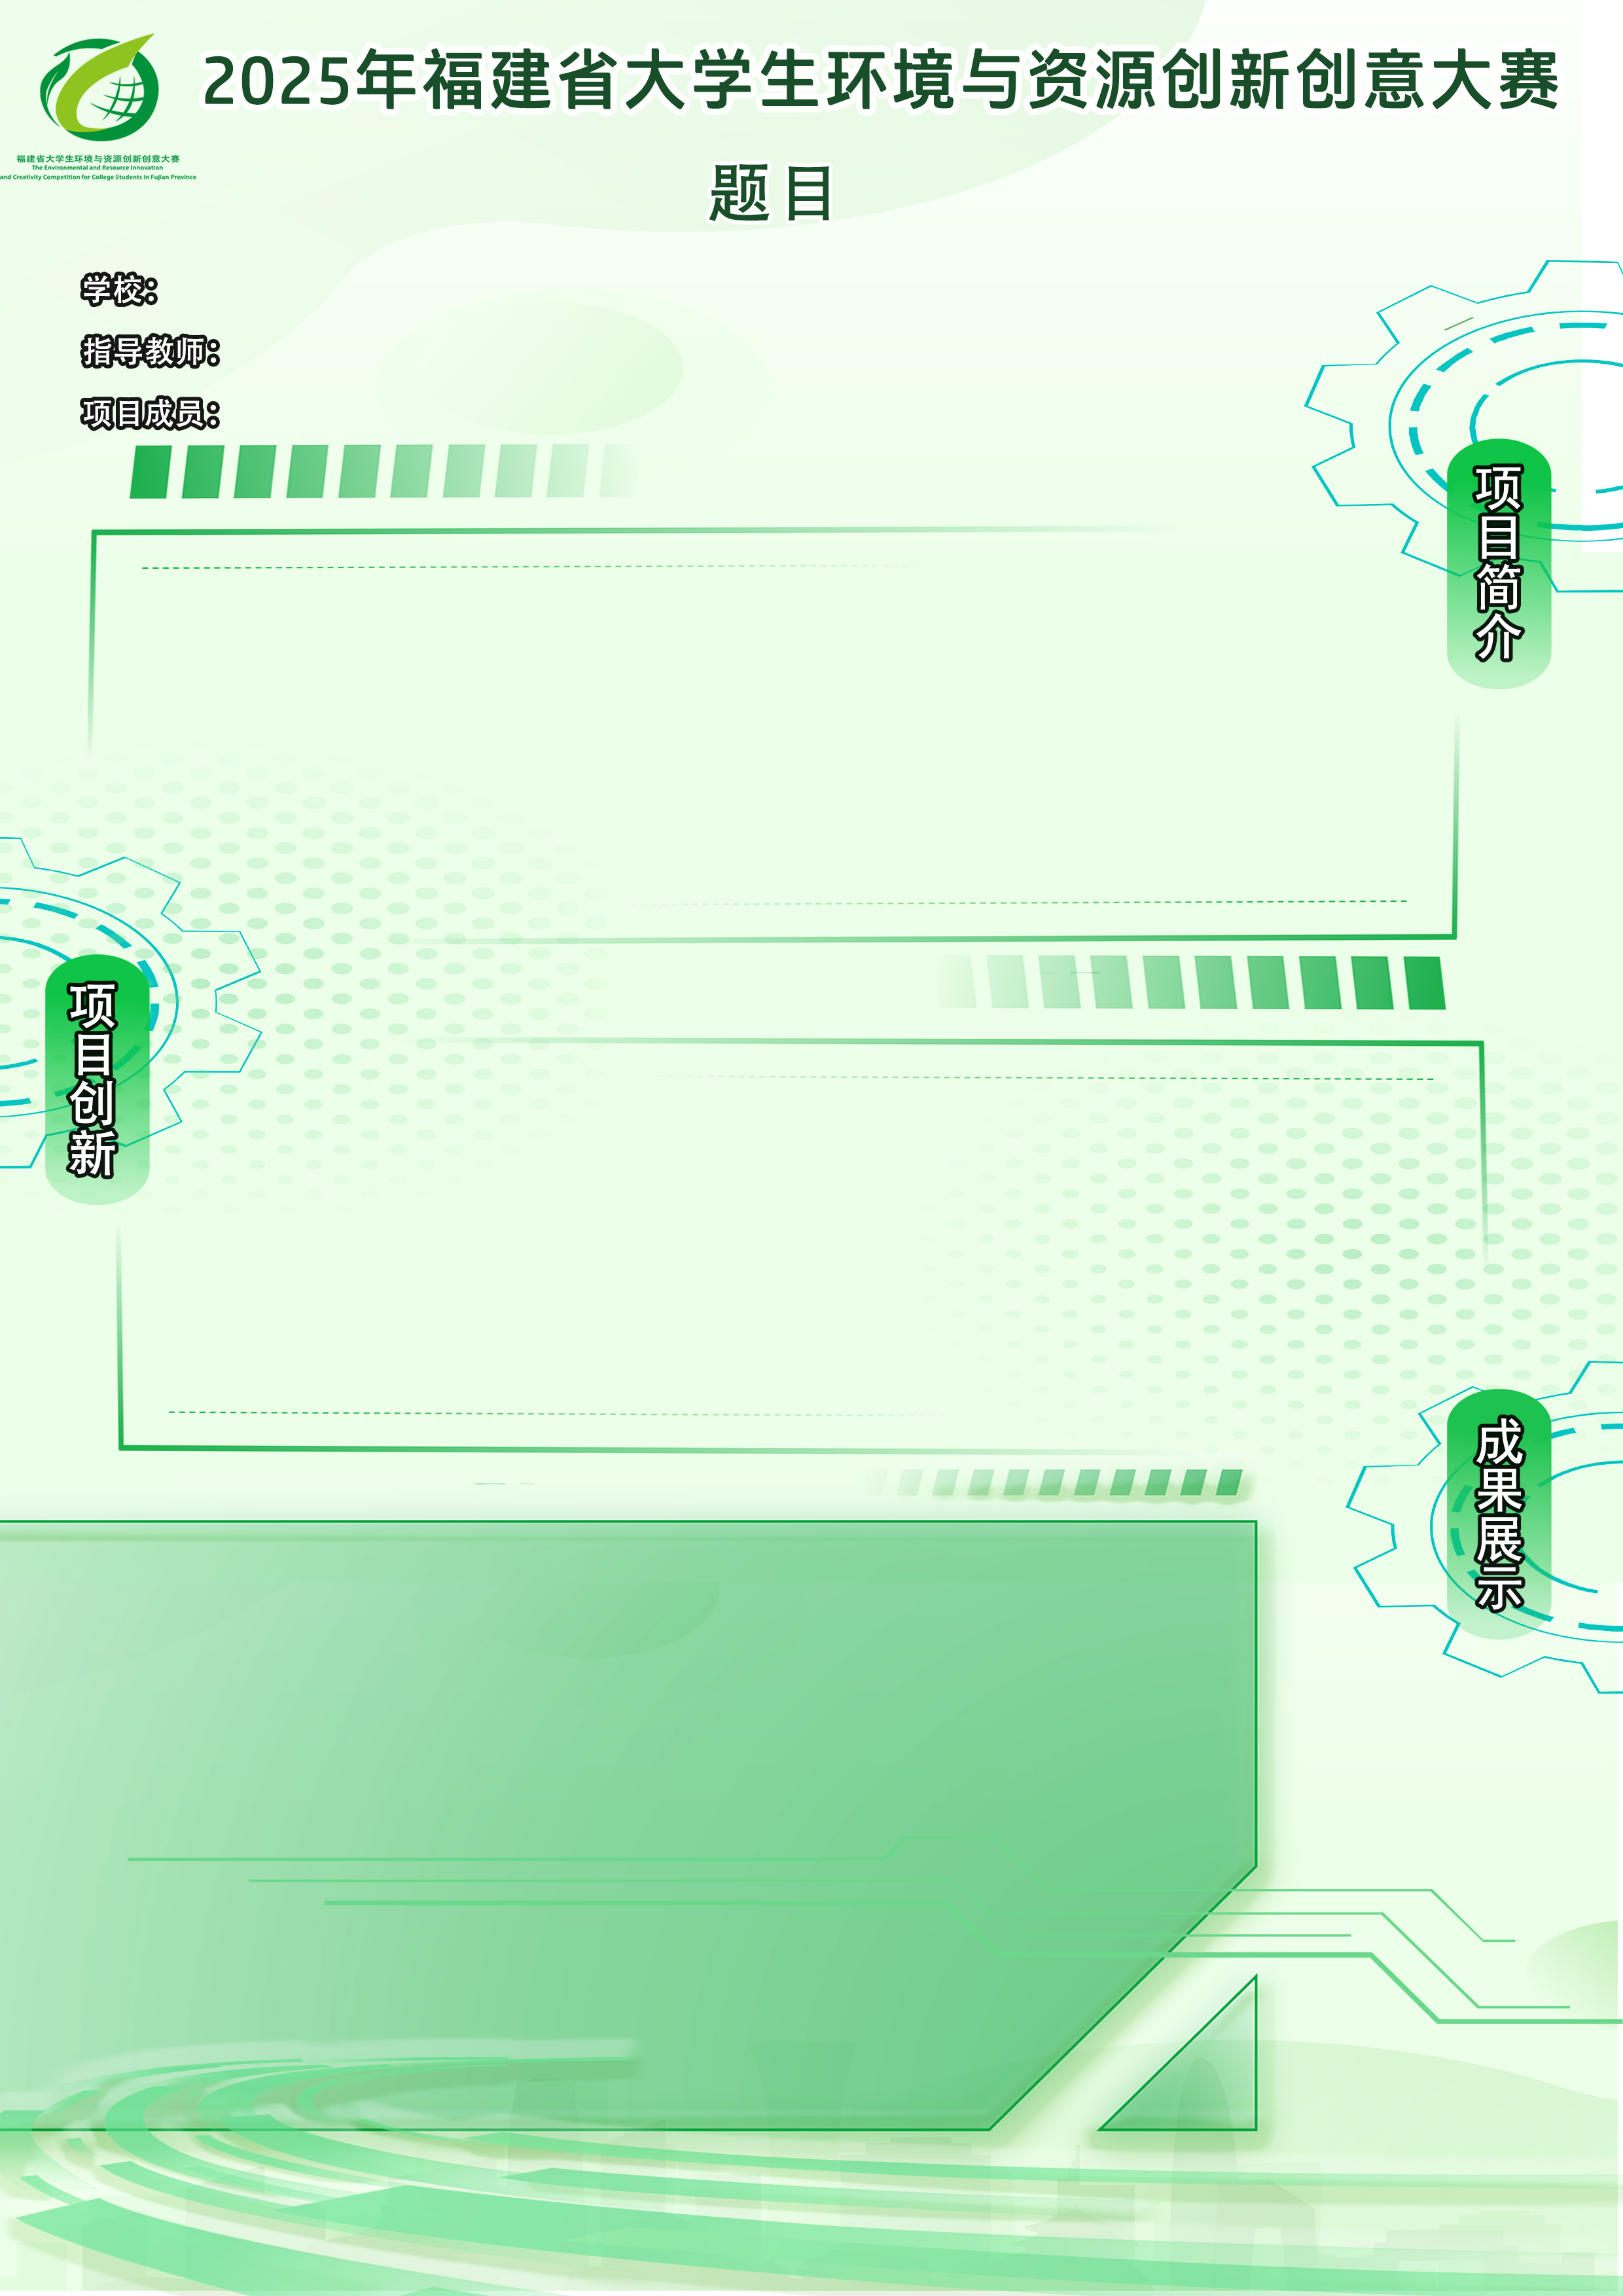 2025年福建省大学生环境与资源创新创意大赛
福建省大学生环境与资源创新创意大赛
The Environmental and Resource Innovation
and Creativity Competition for College Students in Fujian Province
题目
学校：
指导教师：
项目成员：
项目简介
项目创新
成果展示